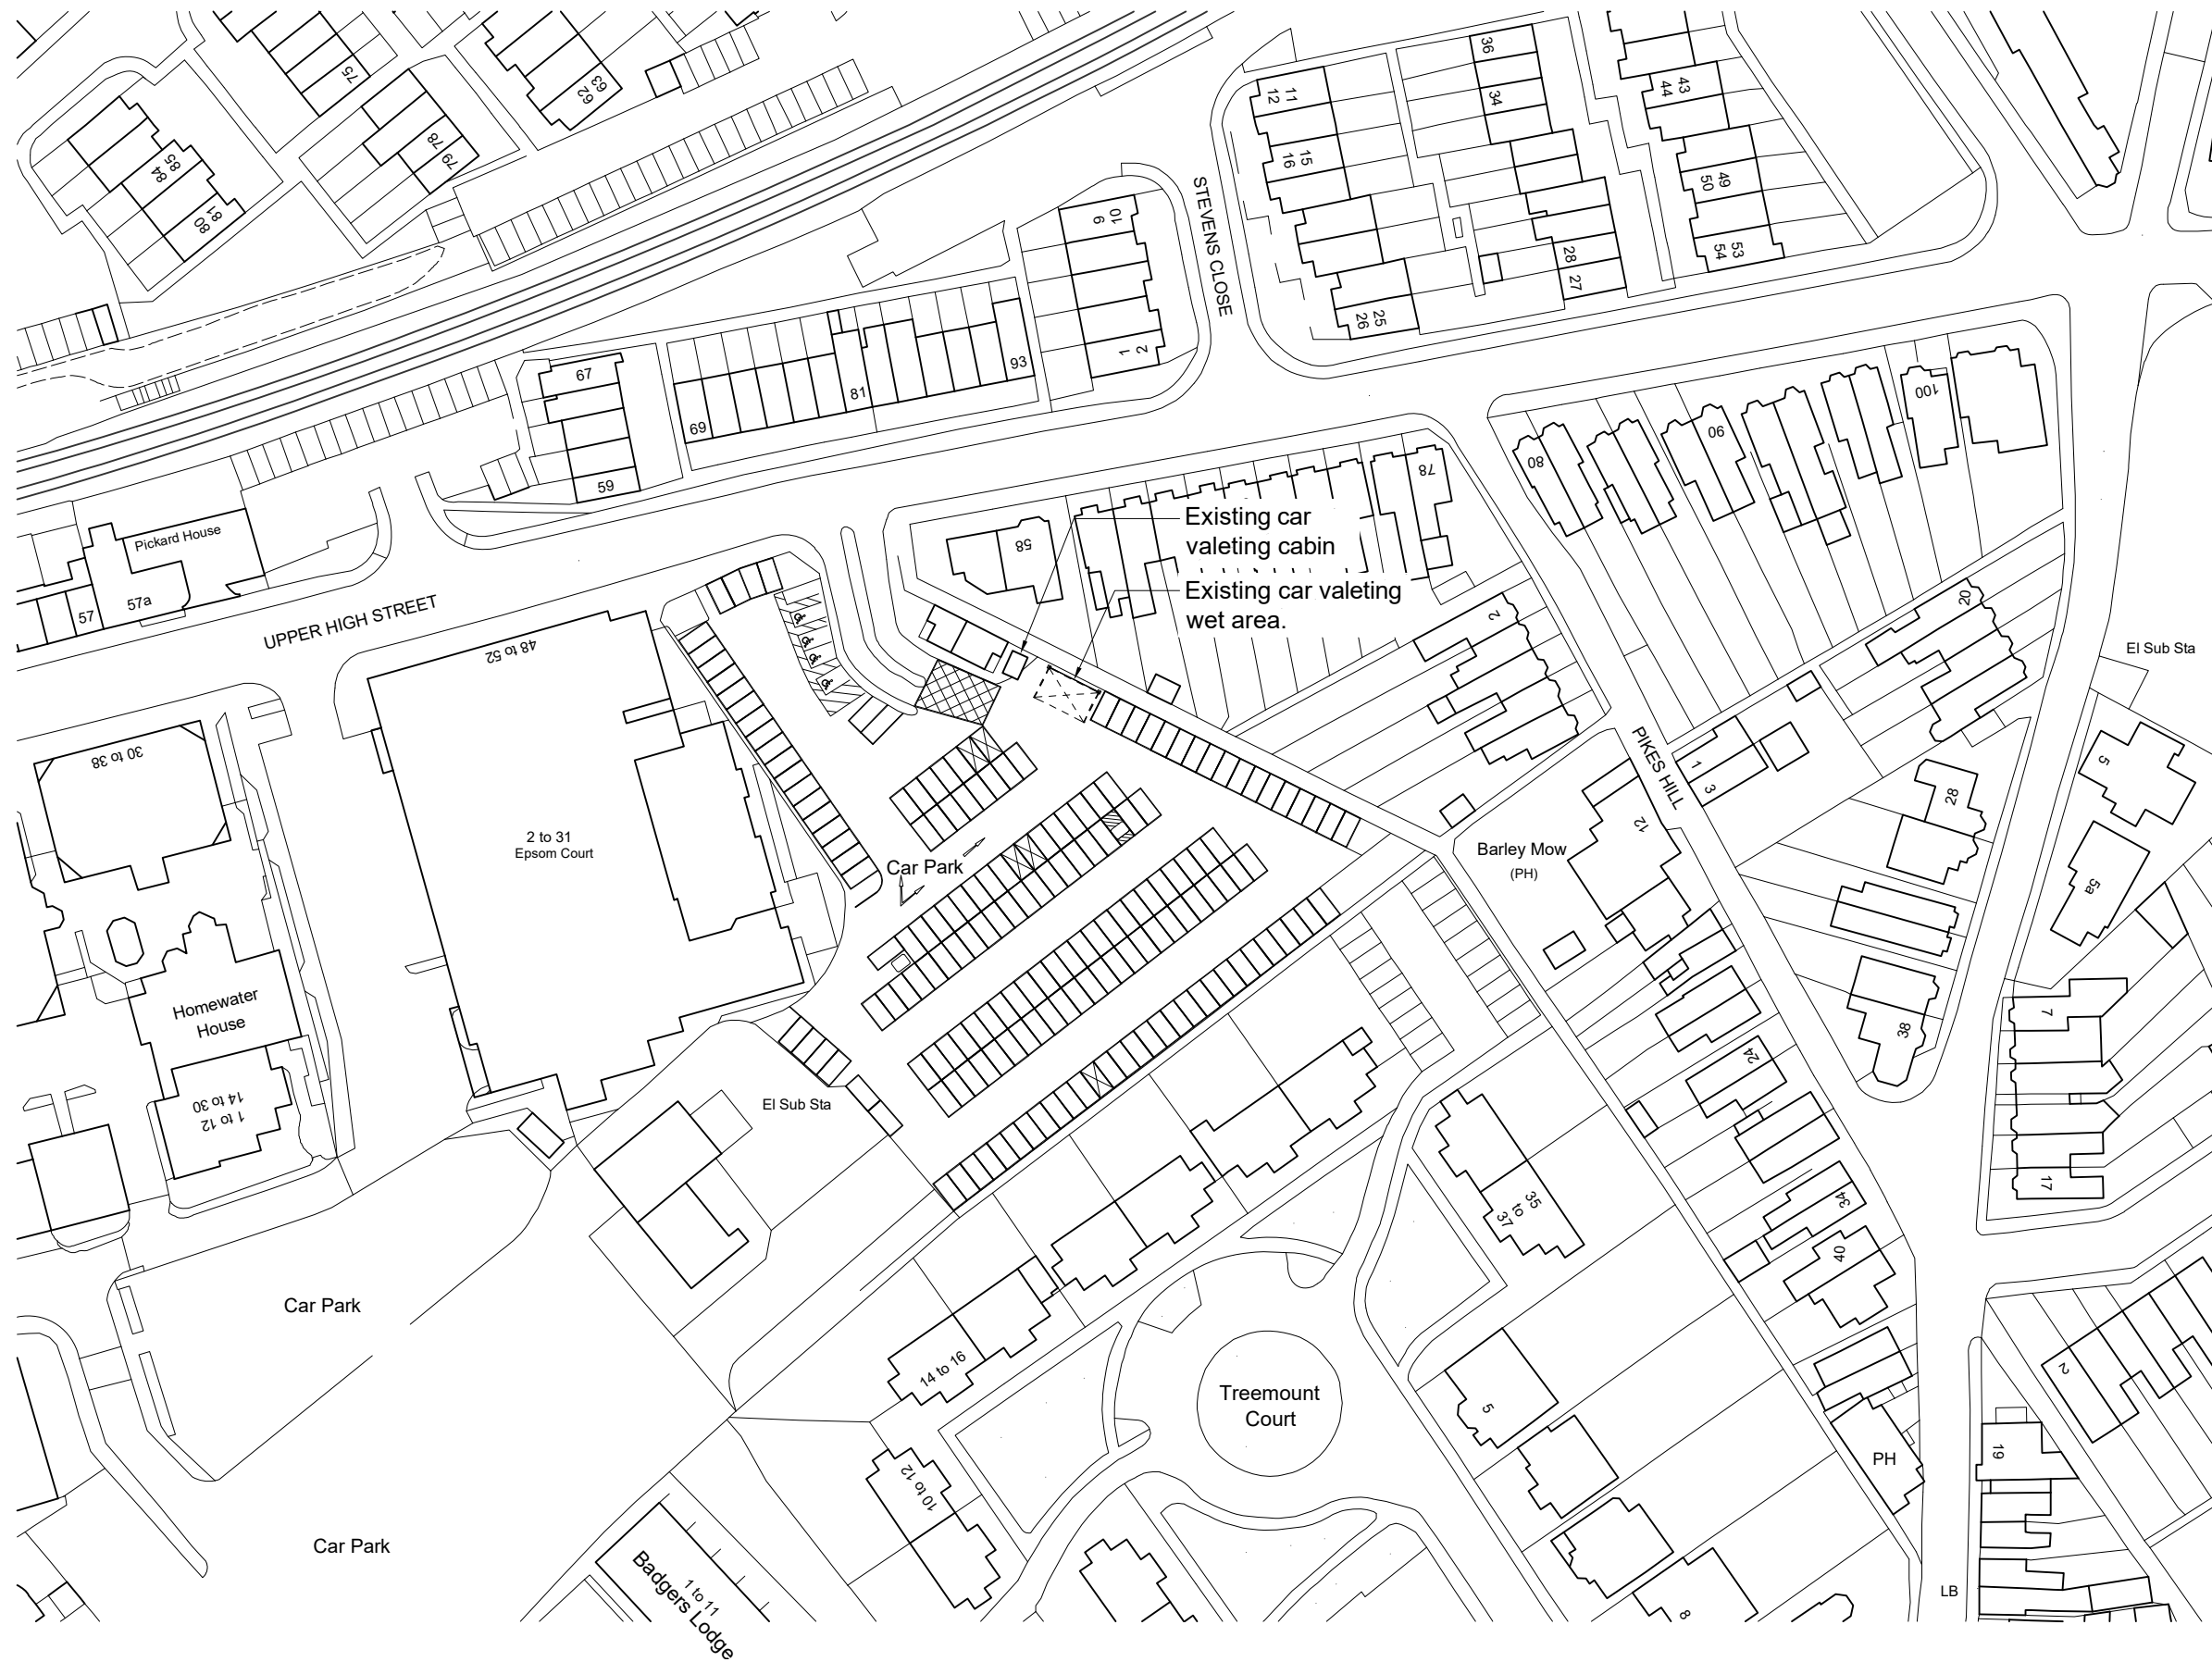 75
62
63
78
79
84
85
80
81
11
12
15
16
36
34
43
44
49
50
53
54
28
27
25
26
STEVENS CLOSE
10
9
1
2
67
59
69
81
93
Pickard House
57
57a
UPPER HIGH STREET
58
78
80
90
100
Existing car
valeting cabin
Existing car valeting
wet area.
2
20
El Sub Sta
48 to 52
30 to 38
2 to 31
Epsom Court
Car Park
PIKES HILL
1
3
12
Barley Mow
(PH)
28
5
5a
38
7
17
24
34
40
Homewater
House
1 to 12
14 to 30
El Sub Sta
35
to
37
Car Park
14 to 16
Treemount
Court
5
2
PH
19
10 to 12
Car Park
1 to 11
Badgers Lodge
8
LB